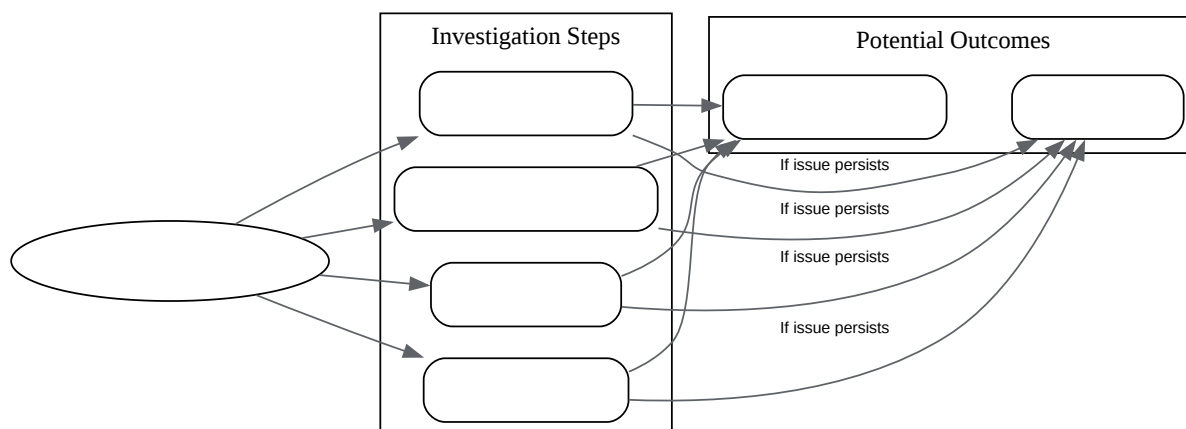 Investigation Steps
Potential Outcomes
If issue persists
If issue persists
If issue persists
If issue persists